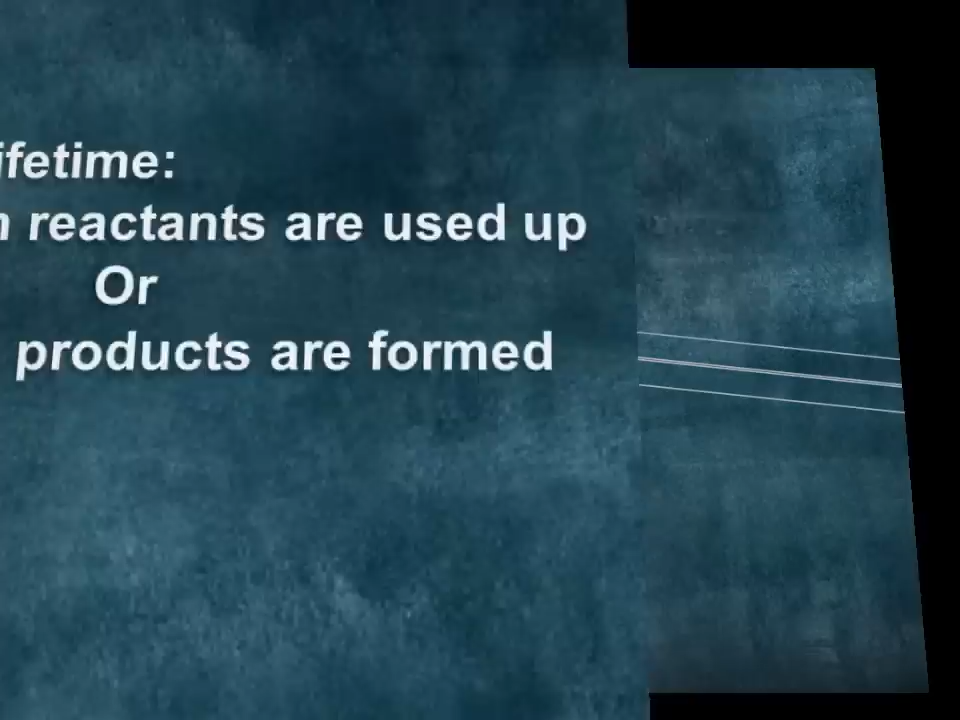 ifetime:
reactants are used up
Or
products are formed